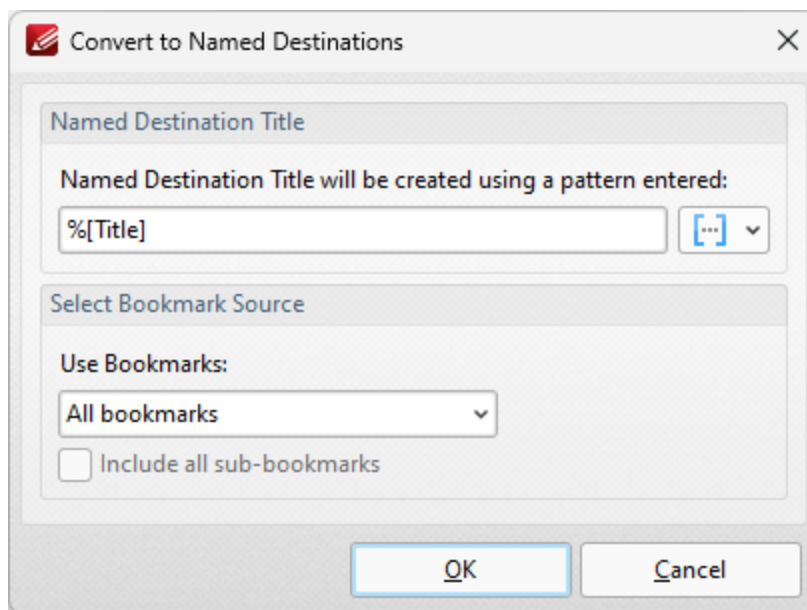 Convert to Named Destinations
Named Destination Title
Named Destination Title will be created using a pattern entered:
%[Title]
Select Bookmark Source
Use Bookmarks:
All bookmarks
Include all sub-bookmarks
OK
Cancel